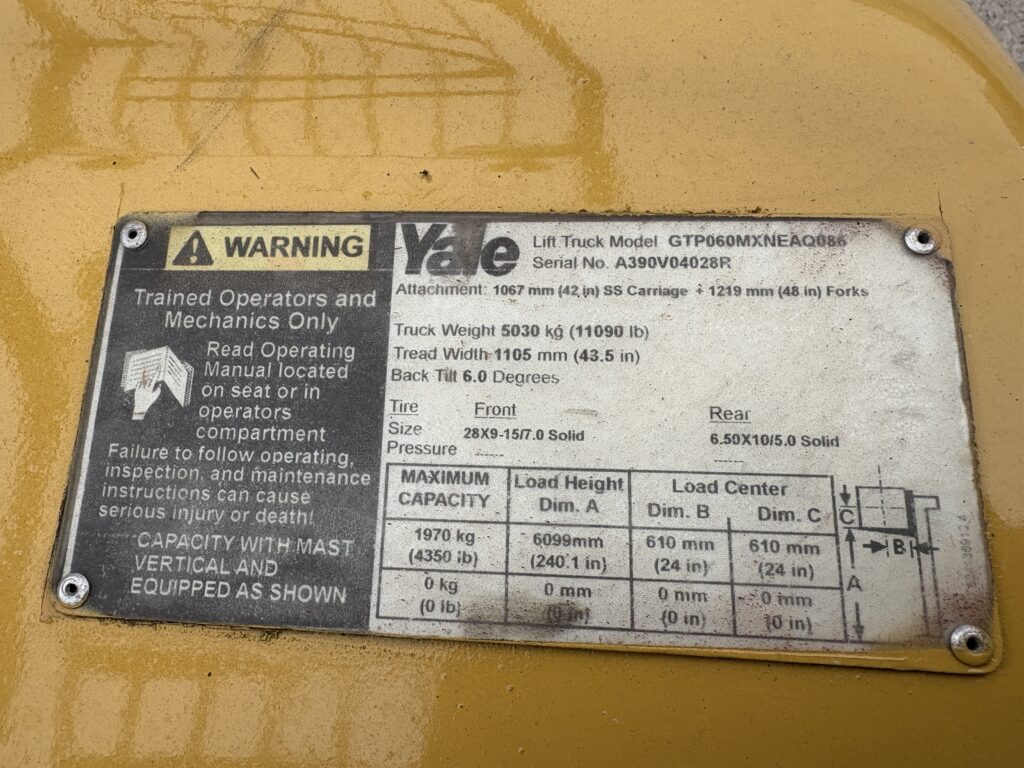 WARNING
Trained Operators and
Mechanics Only
Read Operating
Manual located
on seat or in
operators
compartment
Failure to follow operating,
inspection, and maintenance
instructions can cause
serious injury or death!
CAPACITY WITH MAST
VERTICAL AND
EQUIPPED AS SHOWN
Yale
Lift Truck Model GTP060MXNEAQ086
Serial No. A390V04028R
Attachment: 1067 mm (42 in) SS Carriage + 1219 mm (48 in) Forks
Truck Weight 5030 kg (11090 lb)
Tread Width 1105 mm (43.5 in)
Back Tilt 6.0 Degrees
Tire Front Rear
Size 28X9-15/7.0 Solid 6.50X10/5.0 Solid
Pressure ----- -----
MAXIMUM CAPACITY Load Height Dim. A Load Center Dim. B Dim. C
1970 kg (4350 lb) 6099mm (240.1 in) 610 mm (24 in) 610 mm (24 in)
0 kg (0 lb) 0 mm (0 in) 0 mm (0 in) 0 mm (0 in)
C
B
A